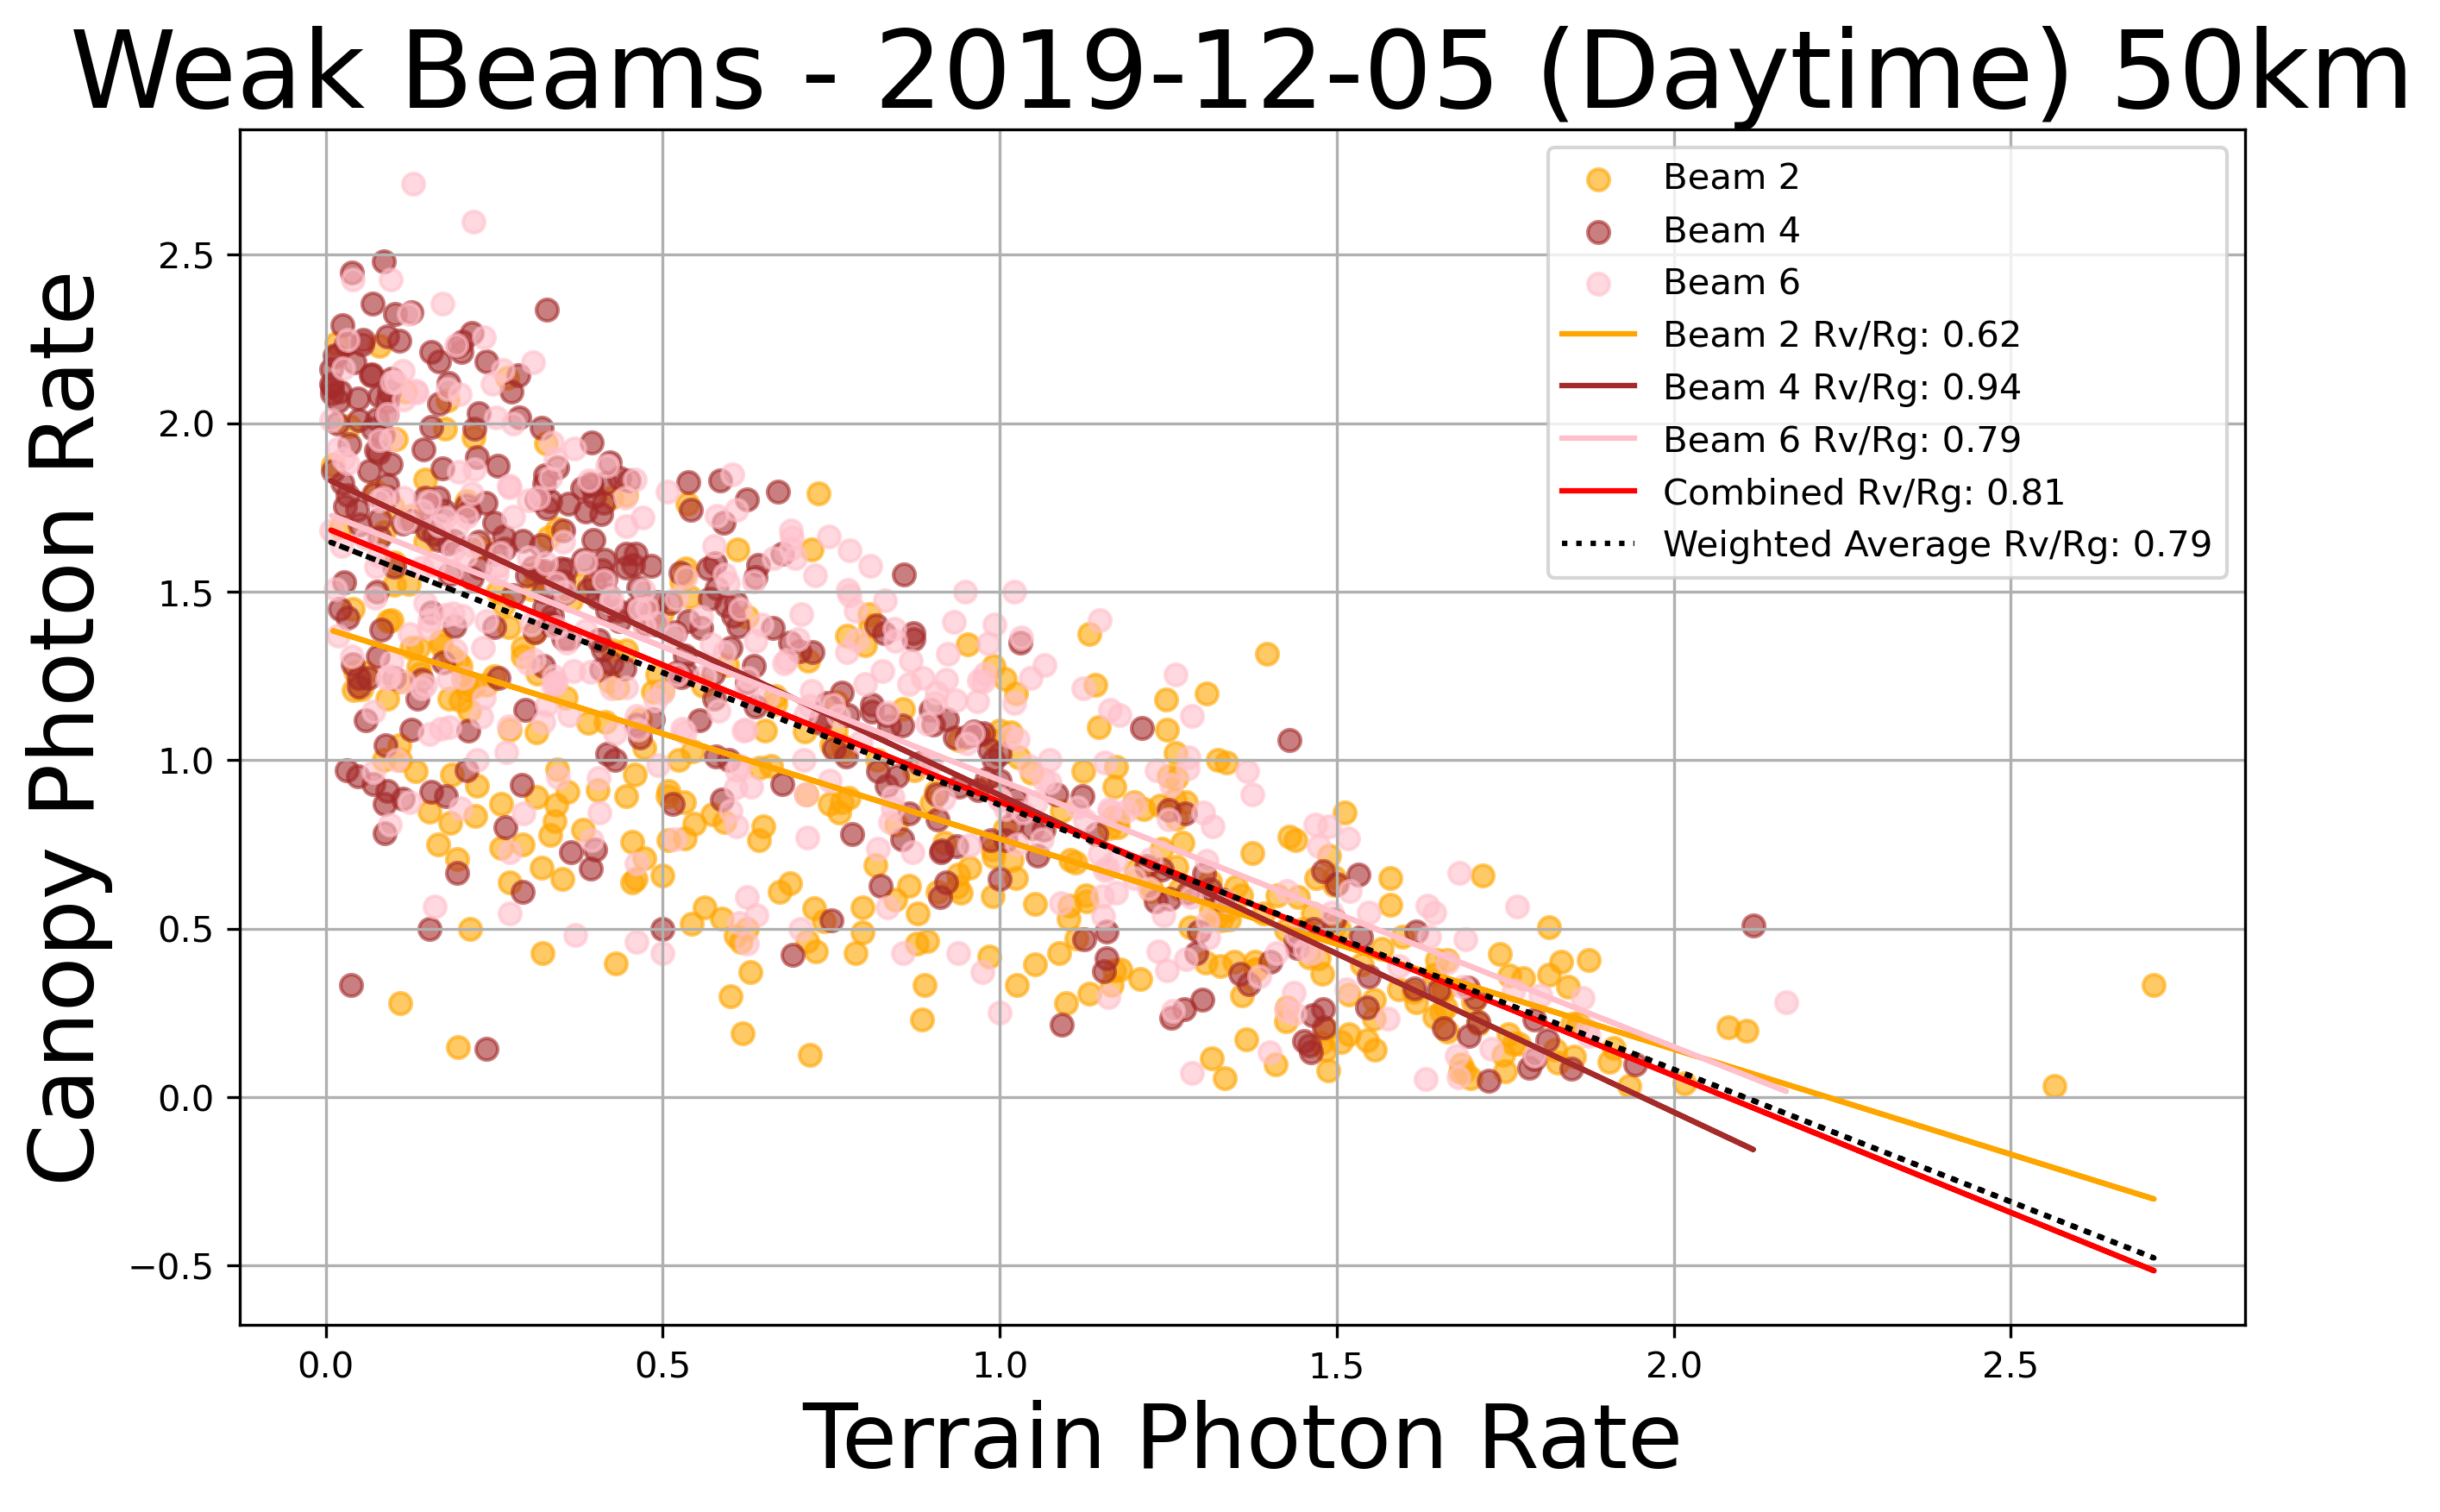 Weak Beams - 2019-12-05 (Daytime) 50km
Beam 2
Beam 4
Beam 6
Beam 2 Rv/Rg: 0.62
Beam 4 Rv/Rg: 0.94
Beam 6 Rv/Rg: 0.79
Combined Rv/Rg: 0.81
Weighted Average Rv/Rg: 0.79
Canopy Photon Rate
2.5
2.0
1.5
1.0
0.5
0.0
−0.5
0.0 0.5 1.0 1.5 2.0 2.5
Terrain Photon Rate